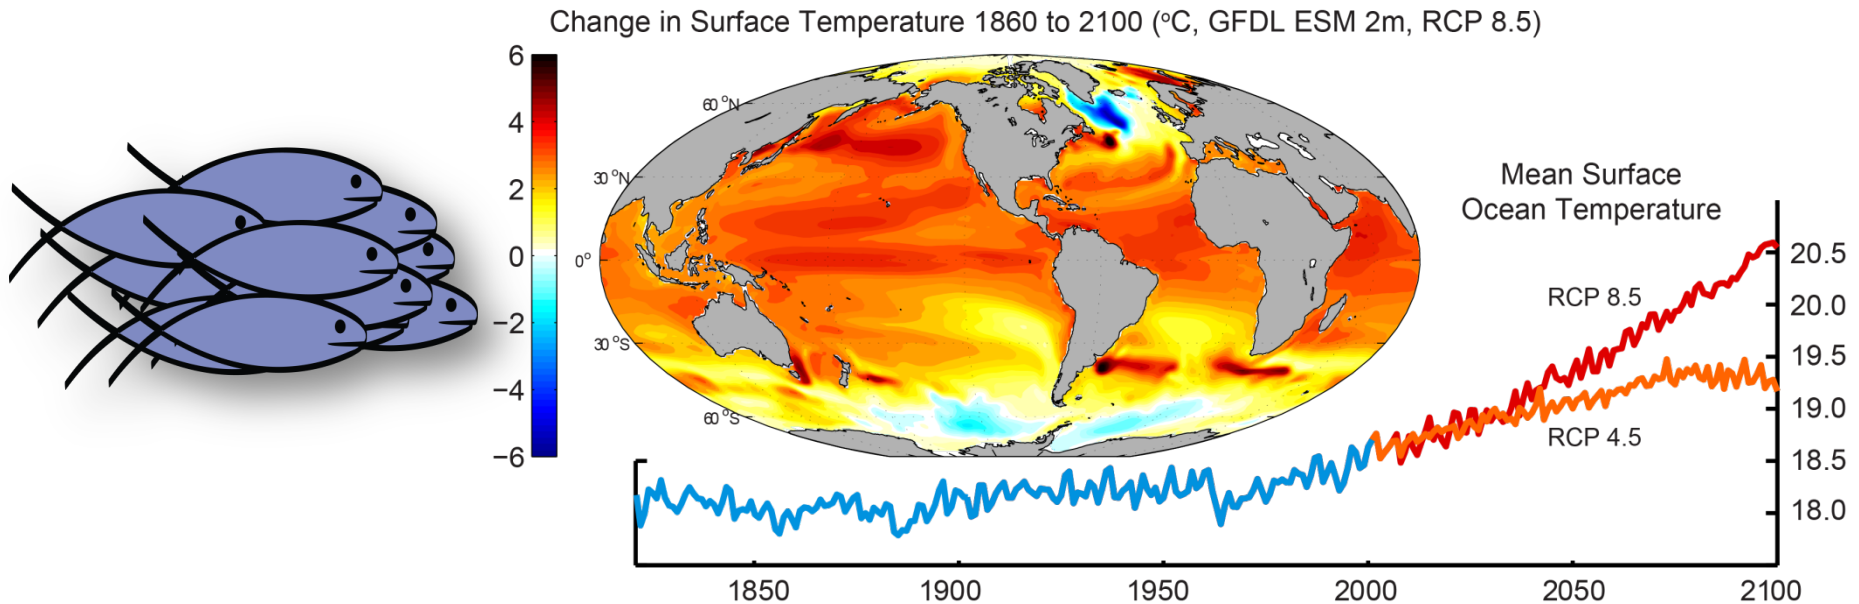 Change in Surface Temperature 1860 to 2100 (°C, GFDL ESM 2m, RCP 8.5)
6
4
2
0
−2
−4
−6
60 °N
30 °N
0°
30 °S
60 °S
Mean Surface
Ocean Temperature
RCP 8.5
RCP 4.5
20.5
20.0
19.5
19.0
18.5
18.0
1850
1900
1950
2000
2050
2100